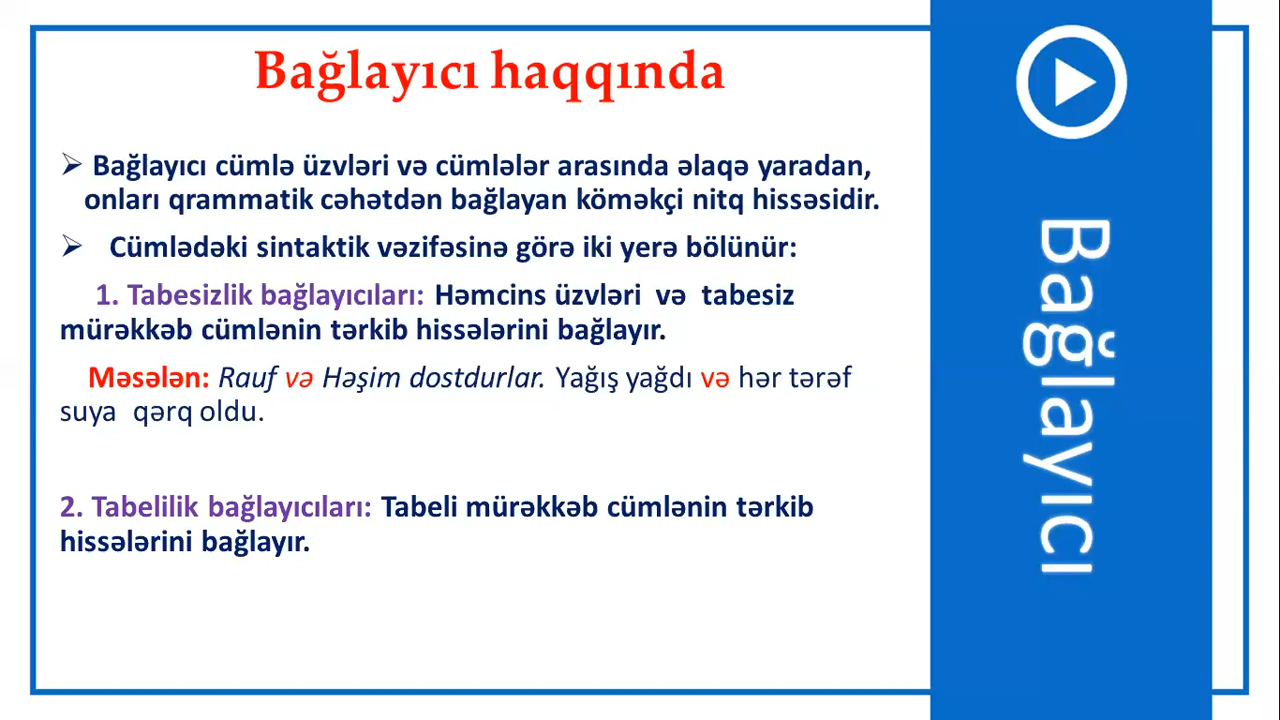 Bağlayıcı haqqında
➢ Bağlayıcı cümlə üzvləri və cümlələr arasında əlaqə yaradan,
onları qrammatik cəhətdən bağlayan köməkçi nitq hissəsidir.
➢ Cümlədəki sintaktik vəzifəsinə görə iki yerə bölünür:
1. Tabesizlik bağlayıcıları: Həmcins üzvləri və tabesiz
mürəkkəb cümlənin tərkib hissələrini bağlayır.
Məsələn: Rauf və Həşim dostdurlar. Yağış yağdı və hər tərəf
suya qərq oldu.
2. Tabelilik bağlayıcıları: Tabeli mürəkkəb cümlənin tərkib
hissələrini bağlayır.
Bağlayıcı